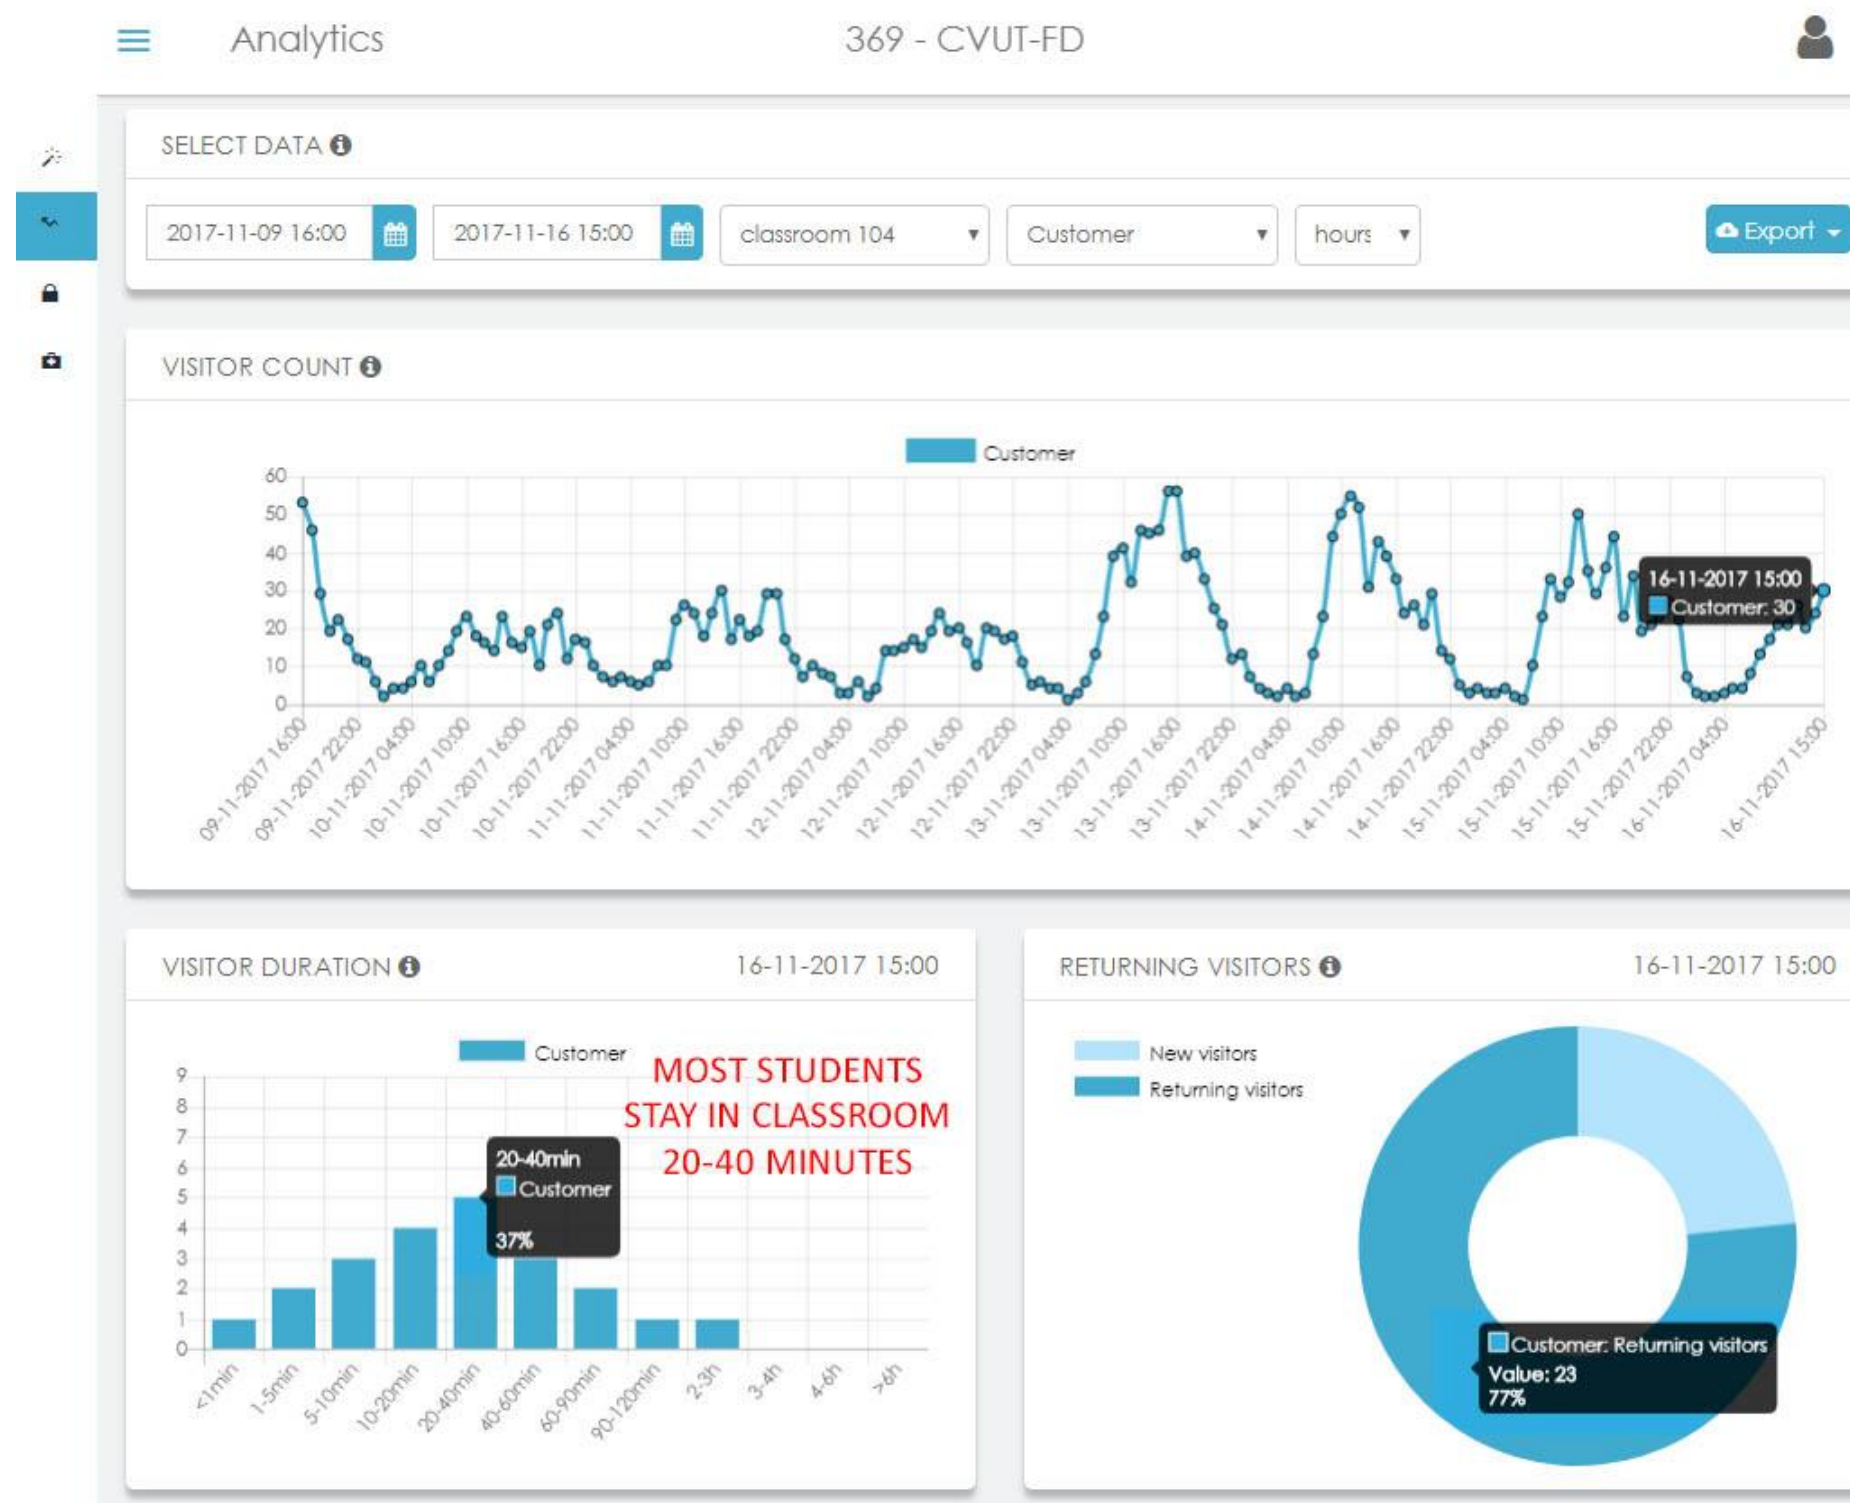 Analytics
369 - CVUT-FD
SELECT DATA
2017-11-09 16:00
2017-11-16 15:00
classroom 104
Customer
hours
Export
VISITOR COUNT
Customer
60
50
40
30
20
10
0
16-11-2017 15:00
Customer: 30
09-11-2017 16:00
09-11-2017 22:00
10-11-2017 04:00
10-11-2017 10:00
10-11-2017 16:00
10-11-2017 22:00
11-11-2017 04:00
11-11-2017 10:00
11-11-2017 16:00
11-11-2017 22:00
12-11-2017 04:00
12-11-2017 10:00
12-11-2017 16:00
12-11-2017 22:00
13-11-2017 04:00
13-11-2017 10:00
13-11-2017 16:00
13-11-2017 22:00
14-11-2017 04:00
14-11-2017 10:00
14-11-2017 16:00
14-11-2017 22:00
15-11-2017 04:00
15-11-2017 10:00
15-11-2017 16:00
15-11-2017 22:00
16-11-2017 04:00
16-11-2017 15:00
VISITOR DURATION
16-11-2017 15:00
Customer
MOST STUDENTS
STAY IN CLASSROOM
20-40 MINUTES
9
8
7
6
5
4
3
2
1
0
20-40min
Customer
37%
<1min
1-5min
5-10min
10-20min
20-40min
40-60min
60-90min
90-120min
2-3h
3-4h
4-6h
>6h
RETURNING VISITORS
16-11-2017 15:00
New visitors
Returning visitors
Customer: Returning visitors
Value: 23
77%